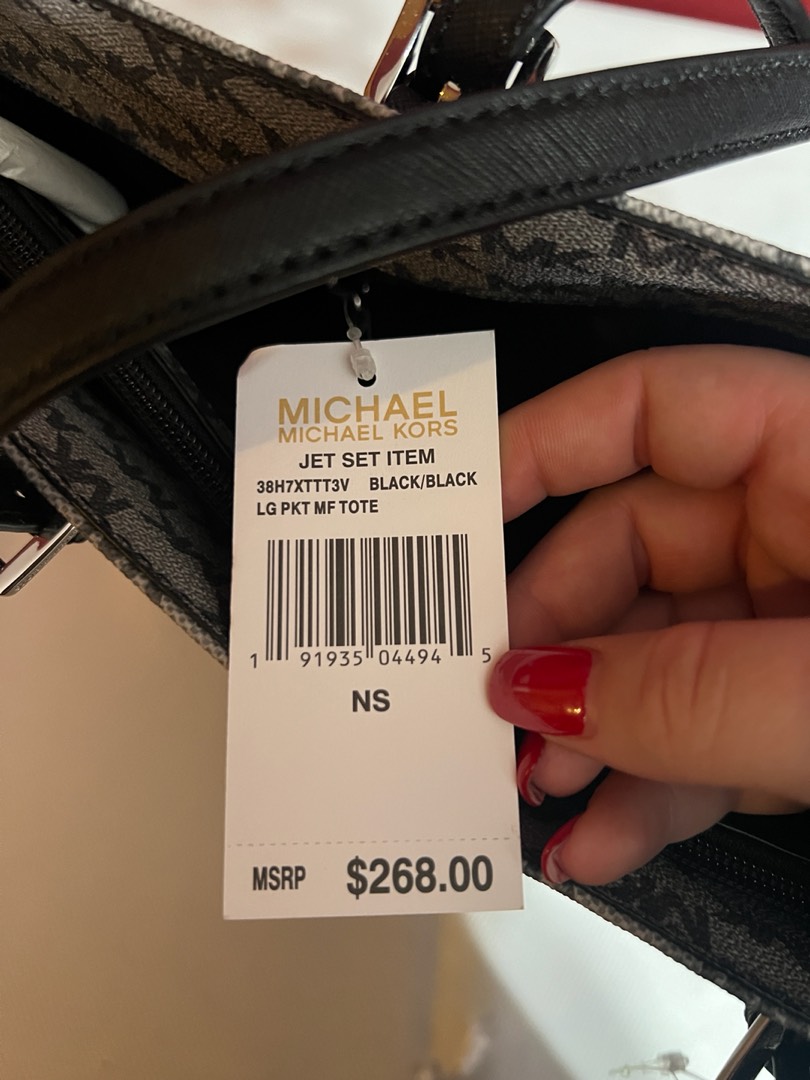 MICHAEL
MICHAEL KORS
JET SET ITEM
38H7XTTT3V BLACK/BLACK
LG PKT MF TOTE
1 91935 04494 5
NS
MSRP $268.00